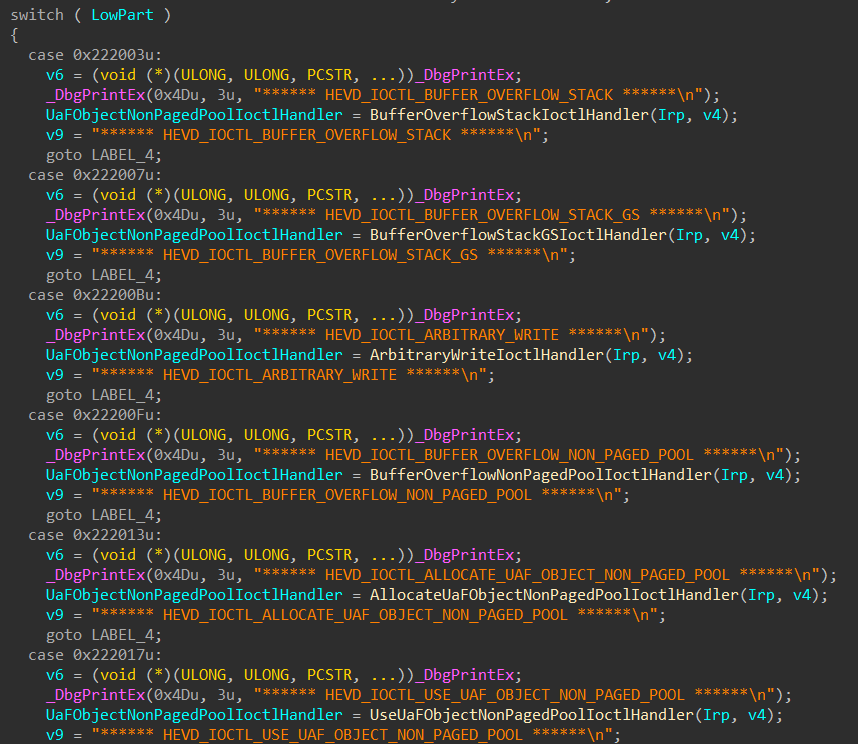 switch ( LowPart )
{
case 0x222003u:
v6 = (void (*)(ULONG, ULONG, PCSTR, ...))_DbgPrintEx;
_DbgPrintEx(0x4Du, 3u, "****** HEVD_IOCTL_BUFFER_OVERFLOW_STACK ******\n");
UaFObjectNonPagedPoolIoctlHandler = BufferOverflowStackIoctlHandler(Irp, v4);
v9 = "****** HEVD_IOCTL_BUFFER_OVERFLOW_STACK ******\n";
goto LABEL_4;
case 0x222007u:
v6 = (void (*)(ULONG, ULONG, PCSTR, ...))_DbgPrintEx;
_DbgPrintEx(0x4Du, 3u, "****** HEVD_IOCTL_BUFFER_OVERFLOW_STACK_GS ******\n");
UaFObjectNonPagedPoolIoctlHandler = BufferOverflowStackGSIoctlHandler(Irp, v4);
v9 = "****** HEVD_IOCTL_BUFFER_OVERFLOW_STACK_GS ******\n";
goto LABEL_4;
case 0x22200Bu:
v6 = (void (*)(ULONG, ULONG, PCSTR, ...))_DbgPrintEx;
_DbgPrintEx(0x4Du, 3u, "****** HEVD_IOCTL_ARBITRARY_WRITE ******\n");
UaFObjectNonPagedPoolIoctlHandler = ArbitraryWriteIoctlHandler(Irp, v4);
v9 = "****** HEVD_IOCTL_ARBITRARY_WRITE ******\n";
goto LABEL_4;
case 0x22200Fu:
v6 = (void (*)(ULONG, ULONG, PCSTR, ...))_DbgPrintEx;
_DbgPrintEx(0x4Du, 3u, "****** HEVD_IOCTL_BUFFER_OVERFLOW_NON_PAGED_POOL ******\n");
UaFObjectNonPagedPoolIoctlHandler = BufferOverflowNonPagedPoolIoctlHandler(Irp, v4);
v9 = "****** HEVD_IOCTL_BUFFER_OVERFLOW_NON_PAGED_POOL ******\n";
goto LABEL_4;
case 0x222013u:
v6 = (void (*)(ULONG, ULONG, PCSTR, ...))_DbgPrintEx;
_DbgPrintEx(0x4Du, 3u, "****** HEVD_IOCTL_ALLOCATE_UAF_OBJECT_NON_PAGED_POOL ******\n");
UaFObjectNonPagedPoolIoctlHandler = AllocateUaFObjectNonPagedPoolIoctlHandler(Irp, v4);
v9 = "****** HEVD_IOCTL_ALLOCATE_UAF_OBJECT_NON_PAGED_POOL ******\n";
goto LABEL_4;
case 0x222017u:
v6 = (void (*)(ULONG, ULONG, PCSTR, ...))_DbgPrintEx;
_DbgPrintEx(0x4Du, 3u, "****** HEVD_IOCTL_USE_UAF_OBJECT_NON_PAGED_POOL ******\n");
UaFObjectNonPagedPoolIoctlHandler = UseUaFObjectNonPagedPoolIoctlHandler(Irp, v4);
v9 = "****** HEVD_IOCTL_USE_UAF_OBJECT_NON_PAGED_POOL ******\n";